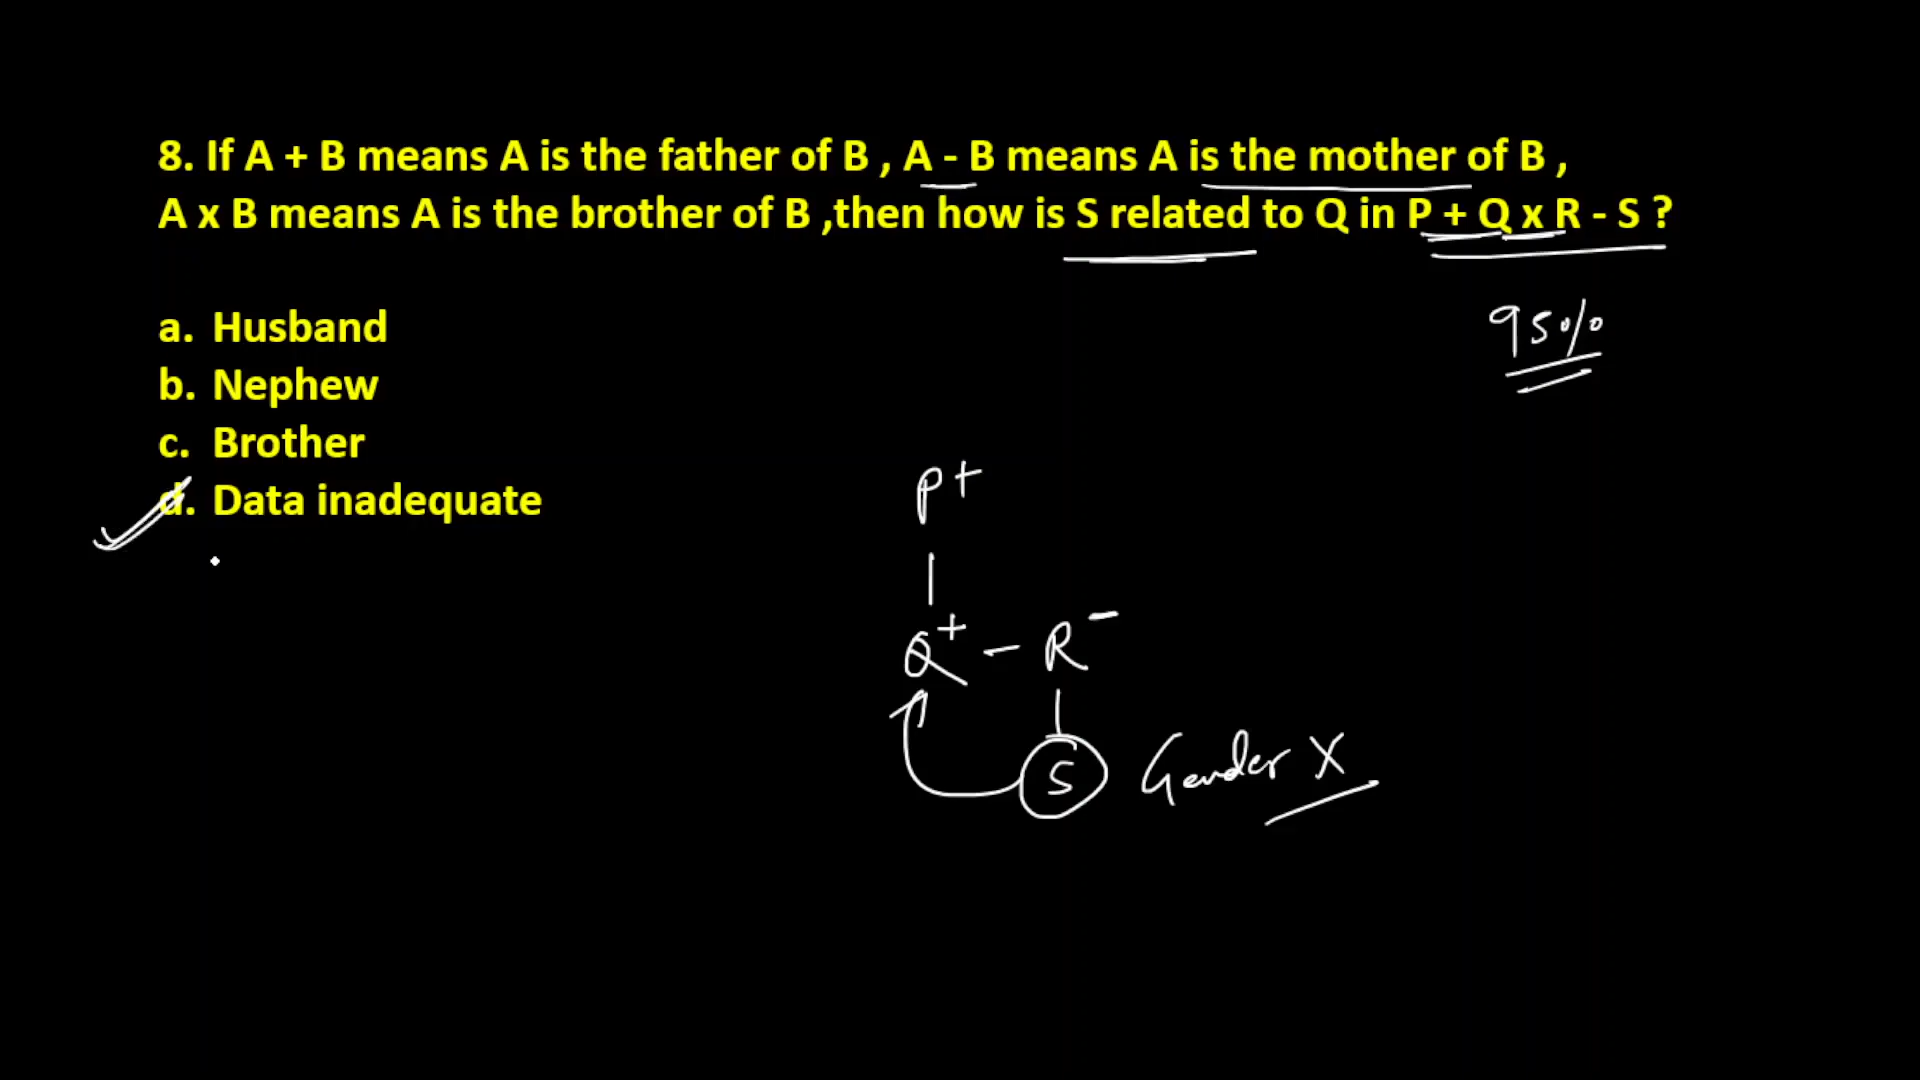 8. If A + B means A is the father of B , A - B means A is the mother of B ,
A x B means A is the brother of B ,then how is S related to Q in P + Q x R - S ?
a. Husband
95%
b. Nephew
c. Brother
P+
d. Data inadequate
Q+ - R-
S Gender X